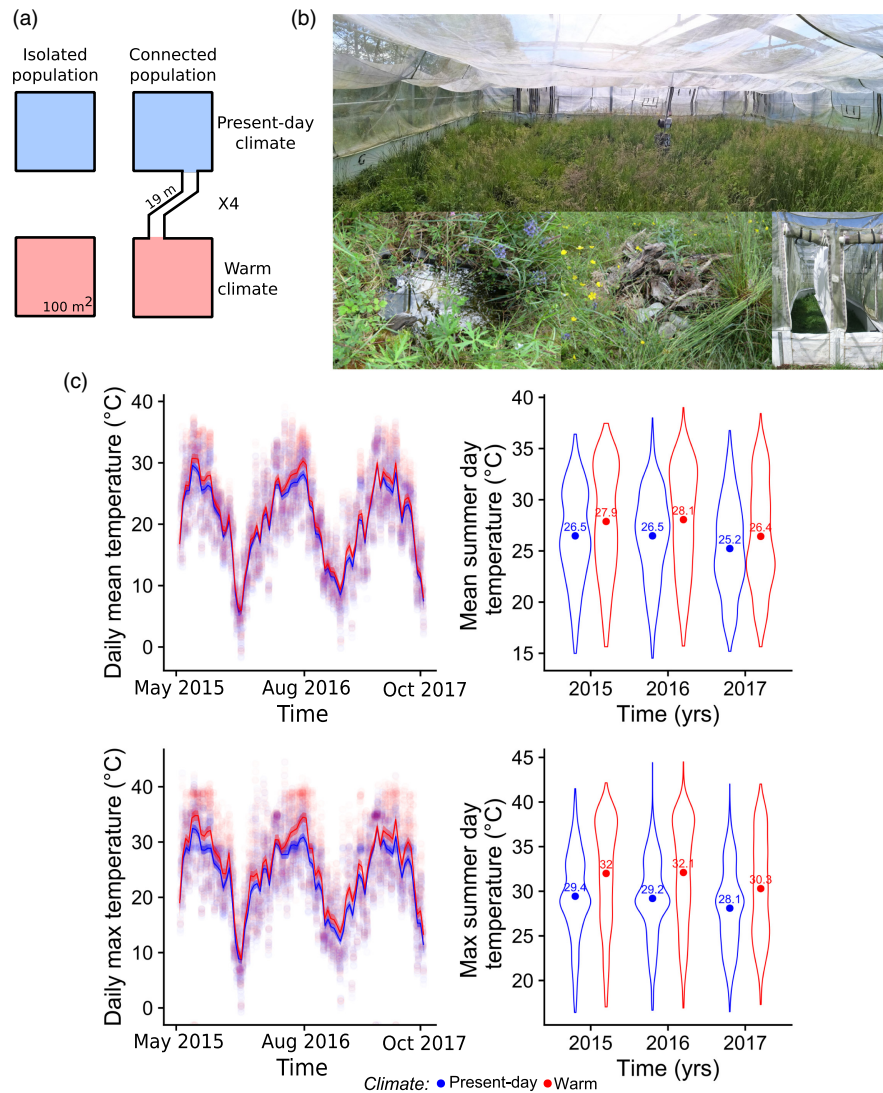 (a)
Isolated
population
Connected
population
Present-day
climate
19 m
X4
Warm
climate
100 m²
(b)
(c)
Daily mean temperature (°C)
40
30
20
10
0
May 2015 Aug 2016 Oct 2017
Time
Mean summer day
temperature (°C)
40
35
30
25
20
15
26.5
27.9
26.5
28.1
25.2
26.4
2015 2016 2017
Time (yrs)
Daily max temperature (°C)
40
30
20
10
0
May 2015 Aug 2016 Oct 2017
Time
Max summer day
temperature (°C)
45
40
35
30
25
20
29.4
32
29.2
32.1
28.1
30.3
2015 2016 2017
Time (yrs)
Climate: Present-day Warm